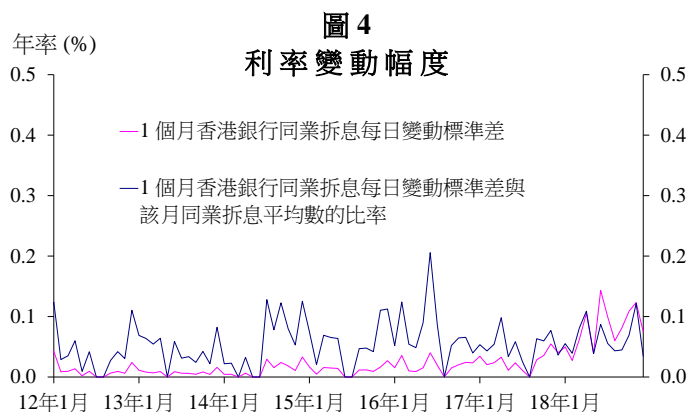 圖 4
年率 (%)
利率變動幅度
0.5
0.5
0.4
0.4
1 個月香港銀行同業拆息每日變動標準差
0.3
0.3
1 個月香港銀行同業拆息每日變動標準差與
該月同業拆息平均數的比率
0.2
0.2
0.1
0.1
0.0
0.0
12年1月 13年1月 14年1月 15年1月 16年1月 17年1月 18年1月